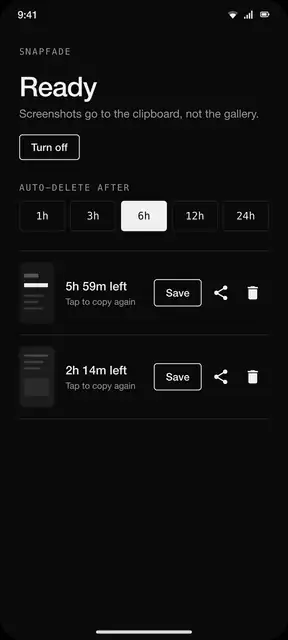 9:41
SNAPFADE
Ready
Screenshots go to the clipboard, not the gallery.
Turn off
AUTO-DELETE AFTER
1h 3h 6h 12h 24h
5h 59m left
Tap to copy again
Save
2h 14m left
Tap to copy again
Save